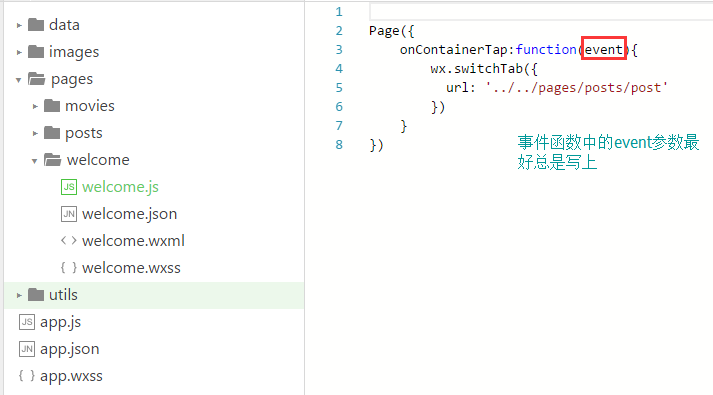 data
images
pages
movies
posts
welcome
JS welcome.js
JN welcome.json
<> welcome.wxml
{ } welcome.wxss
utils
JS app.js
JN app.json
{ } app.wxss
1
2 Page({
3 onContainerTap:function(event){
4 wx.switchTab({
5 url: '../../pages/posts/post'
6 })
7 }
8 })
事件函数中的event参数最
好总是写上